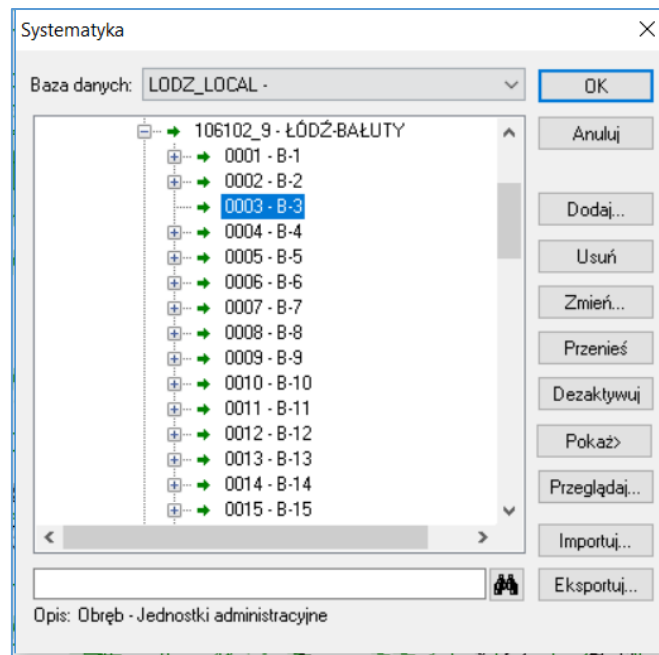 Systematyka
Baza danych: LODZ_LOCAL -
OK
106102_9 - ŁÓDŹ-BAŁUTY
Anuluj
0001 - B-1
0002 - B-2
0003 - B-3
Dodaj...
0004 - B-4
0005 - B-5
Usuń
0006 - B-6
0007 - B-7
Zmień...
0008 - B-8
0009 - B-9
Przenieś
0010 - B-10
Dezaktywuj
0011 - B-11
0012 - B-12
Pokaż>
0013 - B-13
0014 - B-14
Przeglądaj...
0015 - B-15
Importuj...
Eksportuj...
Opis: Obręb - Jednostki administracyjne